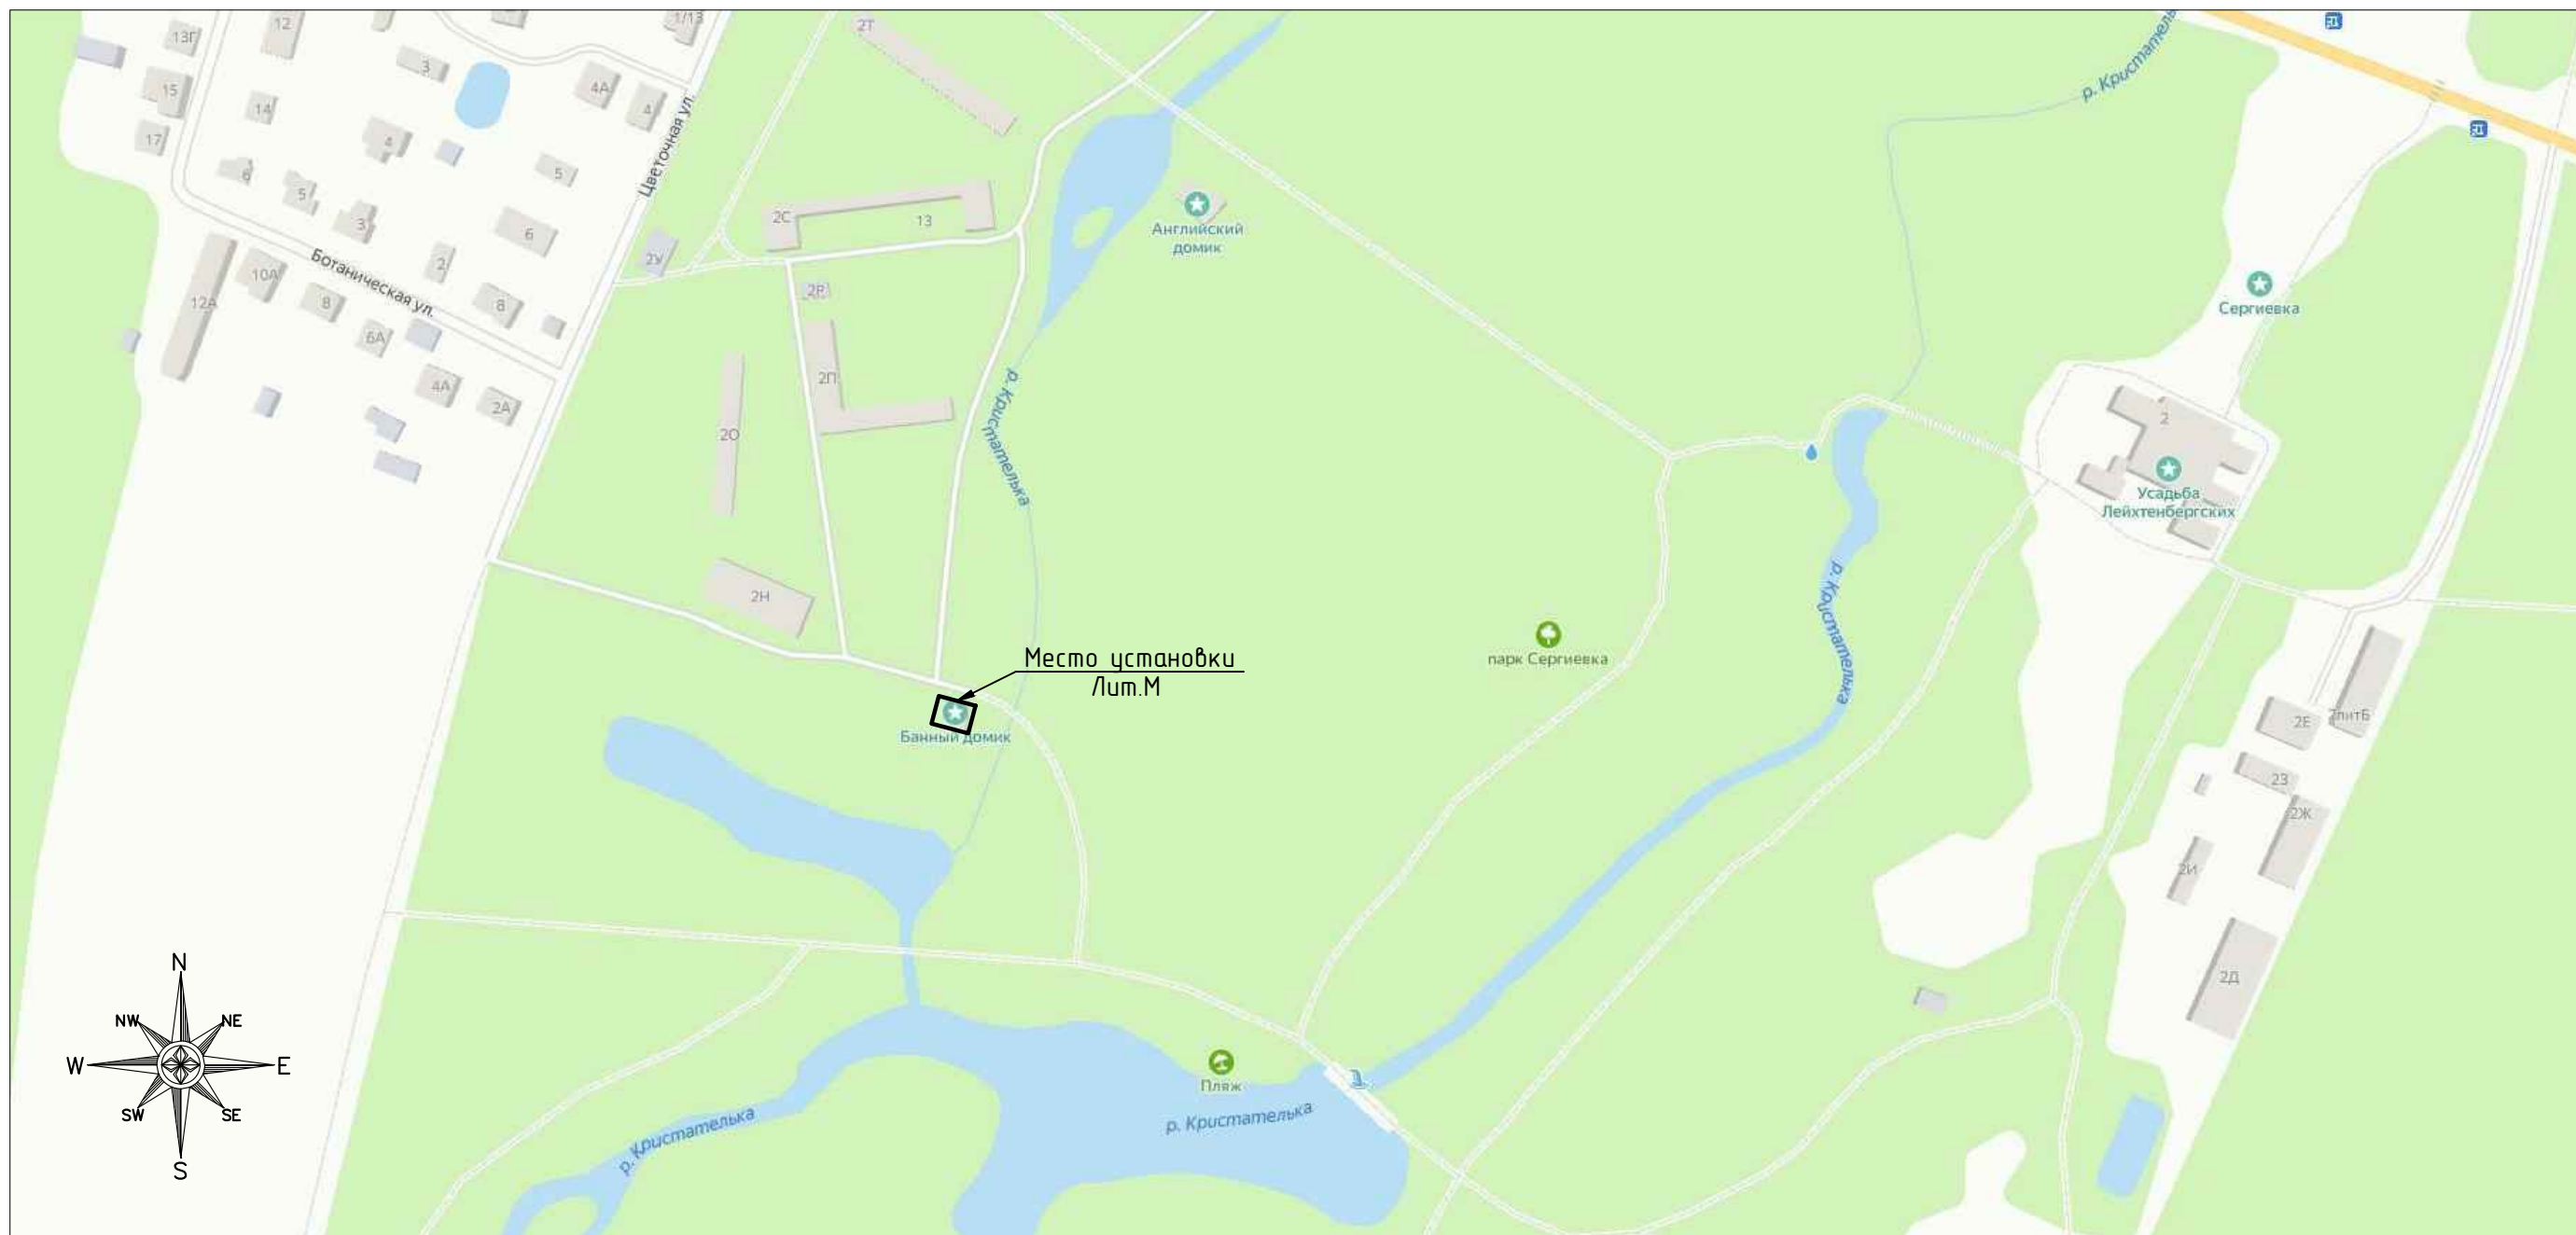 2Т
1/13
12
13Г
3
15
14
4А
4
17
4
5
6
5
3
6
2
8
10А
8
12А
6А
4А
2А
Цветочная ул.
Ботаническая ул.
р. Кристателька
2С
13
2У
2R
2П
2О
2Н
Английский
домик
р. Кристателька
Сергиевка
2
Усадьба
Лейхтенбергских
р. Кристателька
парк Сергиевка
Место установки
Лит.М
Банный домик
2Е
2литБ
23
2Ж
2И
2Д
N
NW
NE
W
E
SW
SE
S
Пляж
р. Кристателька
р. Кристателька